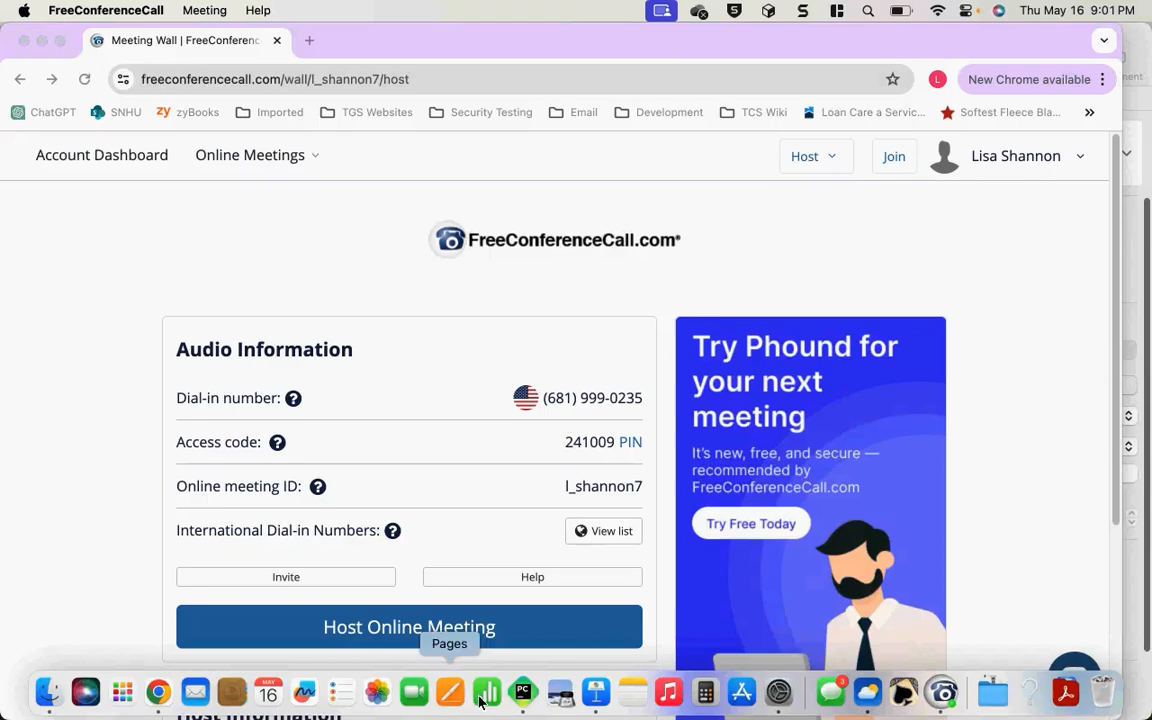 FreeConferenceCall Meeting Help Thu May 16 9:01 PM
Meeting Wall | FreeConferenc
freeconferencecall.com/wall/l_shannon7/host
L New Chrome available
ChatGPT SNHU zy zyBooks Imported TGS Websites Security Testing Email Development TCS Wiki Loan Care a Servic... Softest Fleece Bla... »
Account Dashboard Online Meetings Host Join Lisa Shannon
FreeConferenceCall.com®
Audio Information
Dial-in number: ? (681) 999-0235
Access code: ? 241009 PIN
Online meeting ID: ? l_shannon7
International Dial-in Numbers: ? View list
Invite Help
Host Online Meeting
Try Phound for
your next
meeting
It's new, free, and secure —
recommended by
FreeConferenceCall.com
Try Free Today
Pages
MAY
16
PC
3
Host Information